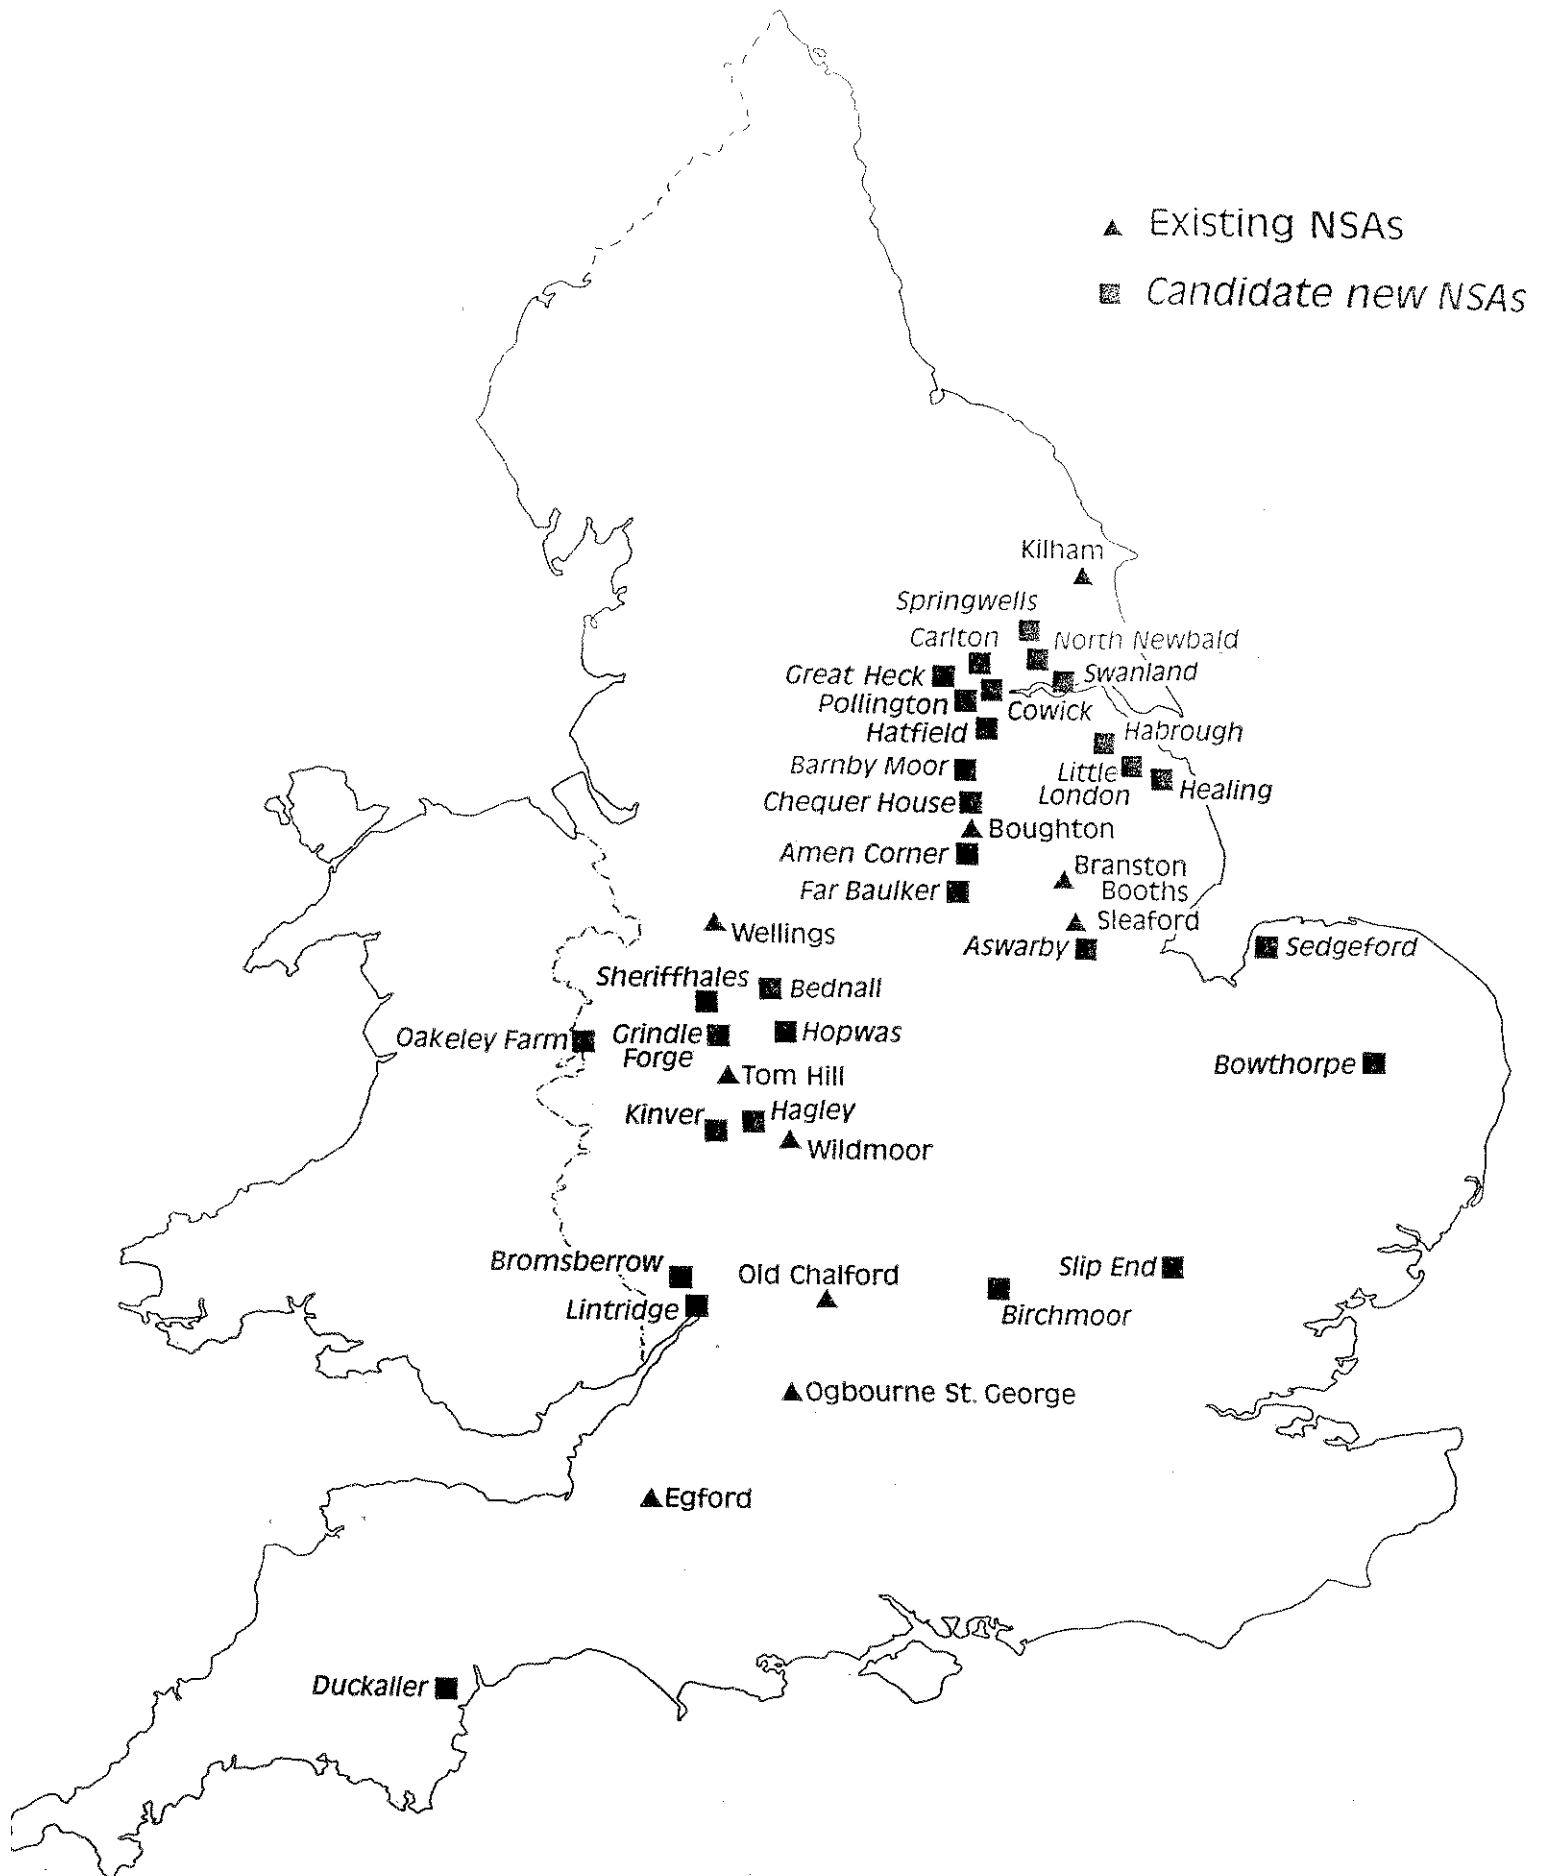 Existing NSAs
Candidate new NSAs
Kilham
Springwells
Carlton
North Newbald
Great Heck
Swanland
Pollington
Cowick
Hatfield
Habrough
Barnby Moor
Little
London
Healing
Chequer House
Boughton
Amen Corner
Branston
Booths
Far Baulker
Sleaford
Wellings
Aswarby
Sedgeford
Sheriffhales
Bednall
Oakeley Farm
Grindle
Forge
Hopwas
Bowthorpe
Tom Hill
Kinver
Hagley
Wildmoor
Bromsberrow
Old Chalford
Slip End
Lintridge
Birchmoor
Ogbourne St. George
Egford
Duckaller